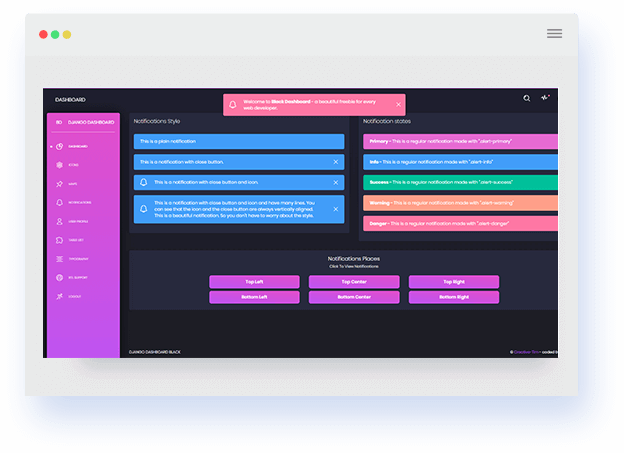 DASHBOARD
Welcome to Black Dashboard - a beautiful freebie for every
web developer.
BD DJANGO DASHBOARD
DASHBOARD
ICONS
MAPS
NOTIFICATIONS
USER PROFILE
TABLE LIST
TYPOGRAPHY
RTL SUPPORT
LOGOUT
Notifications Style
This is a plain notification
This is a notification with close button.
This is a notification with close button and icon.
This is a notification with close button and icon and have many lines. You
can see that the icon and the close button are always vertically aligned.
This is a beautiful notification. So you don't have to worry about the style.
Notification states
Primary - This is a regular notification made with ".alert-primary"
Info - This is a regular notification made with ".alert-info"
Success - This is a regular notification made with ".alert-success"
Warning - This is a regular notification made with ".alert-warning"
Danger - This is a regular notification made with ".alert-danger"
Notifications Places
Click To View Notifications
Top Left
Top Center
Top Right
Bottom Left
Bottom Center
Bottom Right
DJANGO DASHBOARD BLACK
© Creative Tim - coded